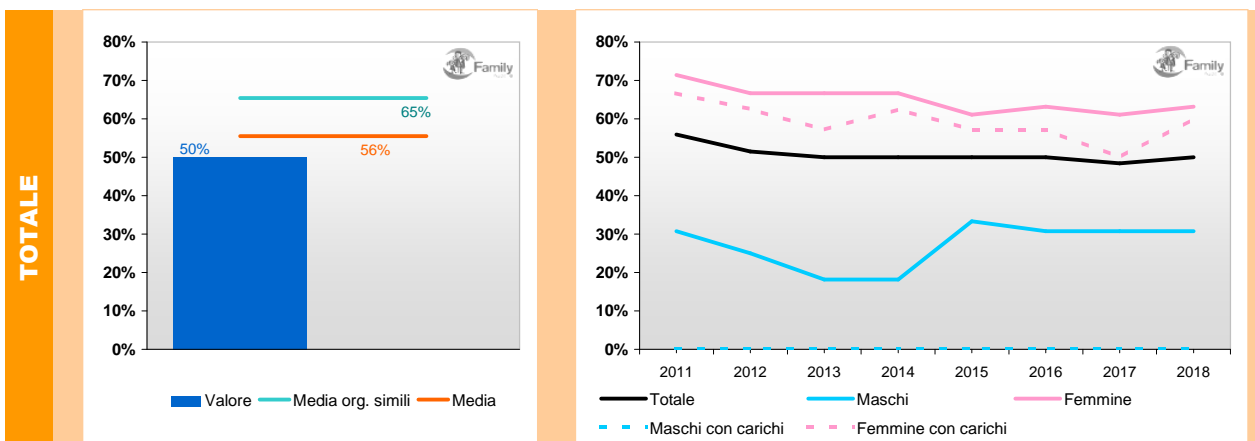 TOTALE
80%
70%
60%
50%
40%
30%
20%
10%
0%
Family
65%
56%
50%
Valore
Media org. simili
Media
80%
70%
60%
50%
40%
30%
20%
10%
0%
Family
2011 2012 2013 2014 2015 2016 2017 2018
Totale Maschi Femmine
Maschi con carichi Femmine con carichi